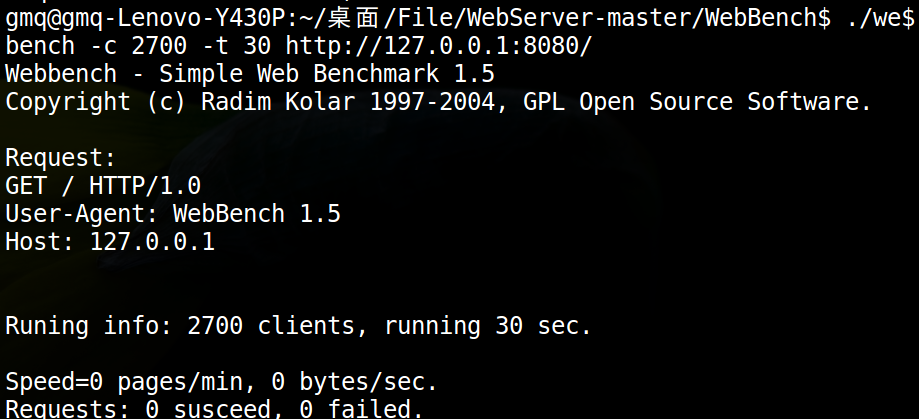 gmq@gmq-Lenovo-Y430P:~/桌面/File/WebServer-master/WebBench$ ./we$
bench -c 2700 -t 30 http://127.0.0.1:8080/
Webbench - Simple Web Benchmark 1.5
Copyright (c) Radim Kolar 1997-2004, GPL Open Source Software.
Request:
GET / HTTP/1.0
User-Agent: WebBench 1.5
Host: 127.0.0.1
Runing info: 2700 clients, running 30 sec.
Speed=0 pages/min, 0 bytes/sec.
Requests: 0 susceed, 0 failed.